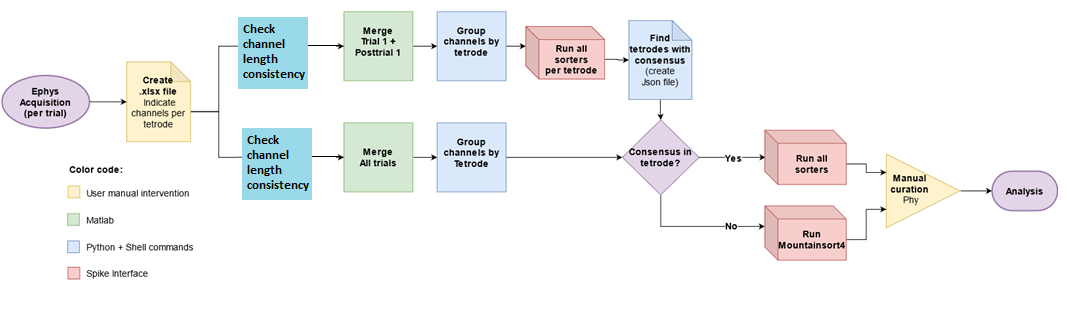 Ephys
Acquisition
(per trial)
Create
.xlsx file
Indicate
channels per
tetrode
Check
channel
length
consistency
Merge
Trial 1 +
Posttrial 1
Group
channels by
tetrode
Run all
sorters
per tetrode
Find
tetrodes with
consensus
(create
Json file)
Check
channel
length
consistency
Merge
All trials
Group
channels by
Tetrode
Consensus in
tetrode?
Yes
Run all
sorters
No
Run
Mountainsort4
Manual
curation
Phy
Analysis
Color code:
User manual intervention
Matlab
Python + Shell commands
Spike Interface